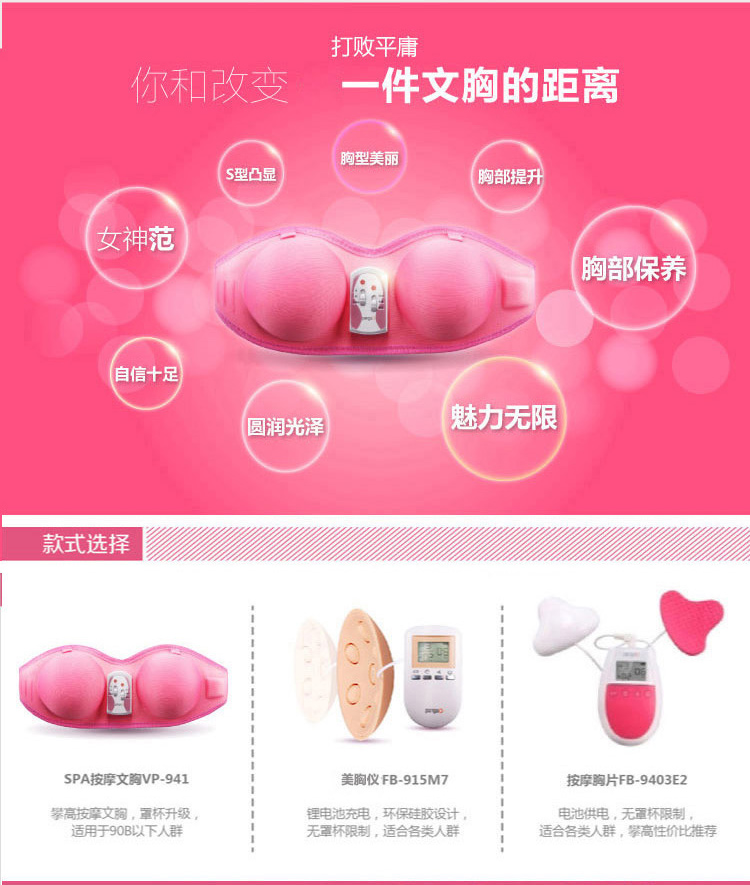 打败平庸
你和改变 一件文胸的距离
S型凸显
胸型美丽
胸部提升
女神范
胸部保养
自信十足
圆润光泽
魅力无限
款式选择
SPA按摩文胸VP-941
攀高按摩文胸，罩杯升级，
适用于90B以下人群
美胸仪 FB-915M7
锂电池充电，环保硅胶设计，
无罩杯限制，适合各类人群
按摩胸片FB-9403E2
电池供电，无罩杯限制，
适合各类人群，攀高性价比推荐